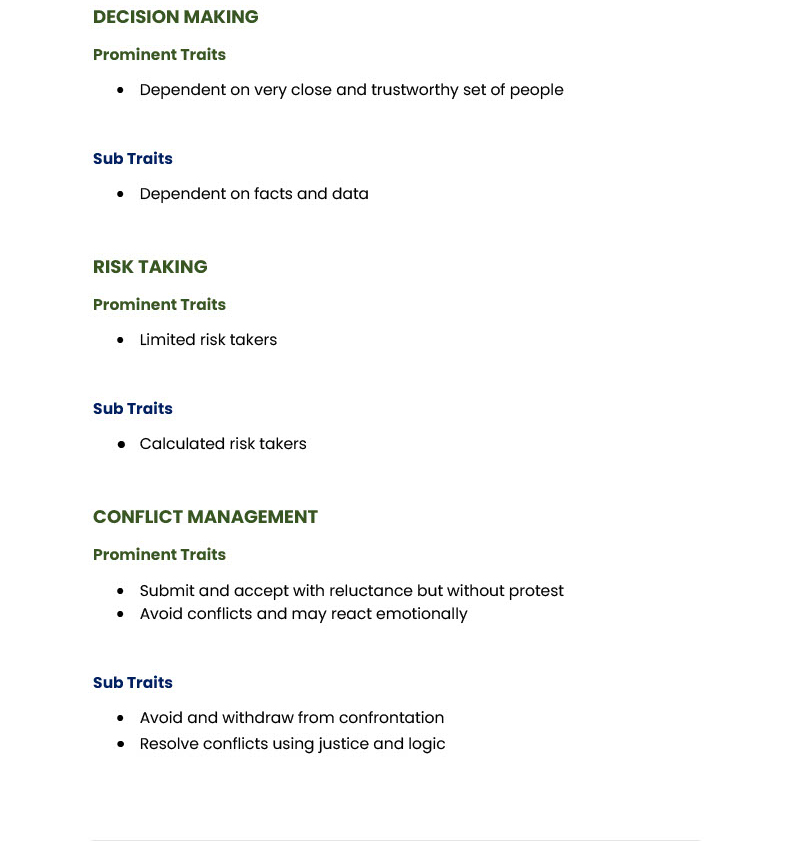 DECISION MAKING
Prominent Traits
● Dependent on very close and trustworthy set of people
Sub Traits
● Dependent on facts and data
RISK TAKING
Prominent Traits
● Limited risk takers
Sub Traits
● Calculated risk takers
CONFLICT MANAGEMENT
Prominent Traits
● Submit and accept with reluctance but without protest
● Avoid conflicts and may react emotionally
Sub Traits
● Avoid and withdraw from confrontation
● Resolve conflicts using justice and logic